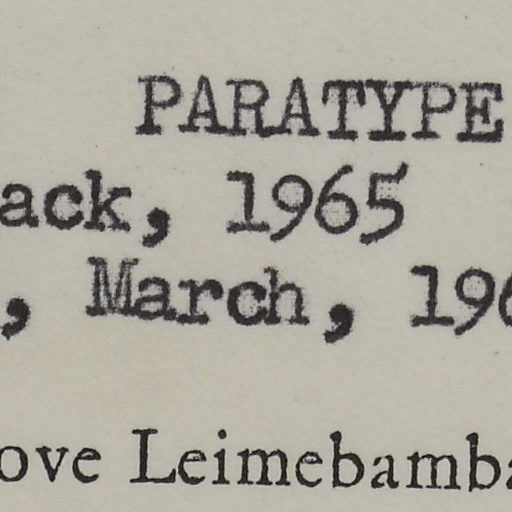 PARATYPE
ack, 1965
, March, 196
ove Leimebamba